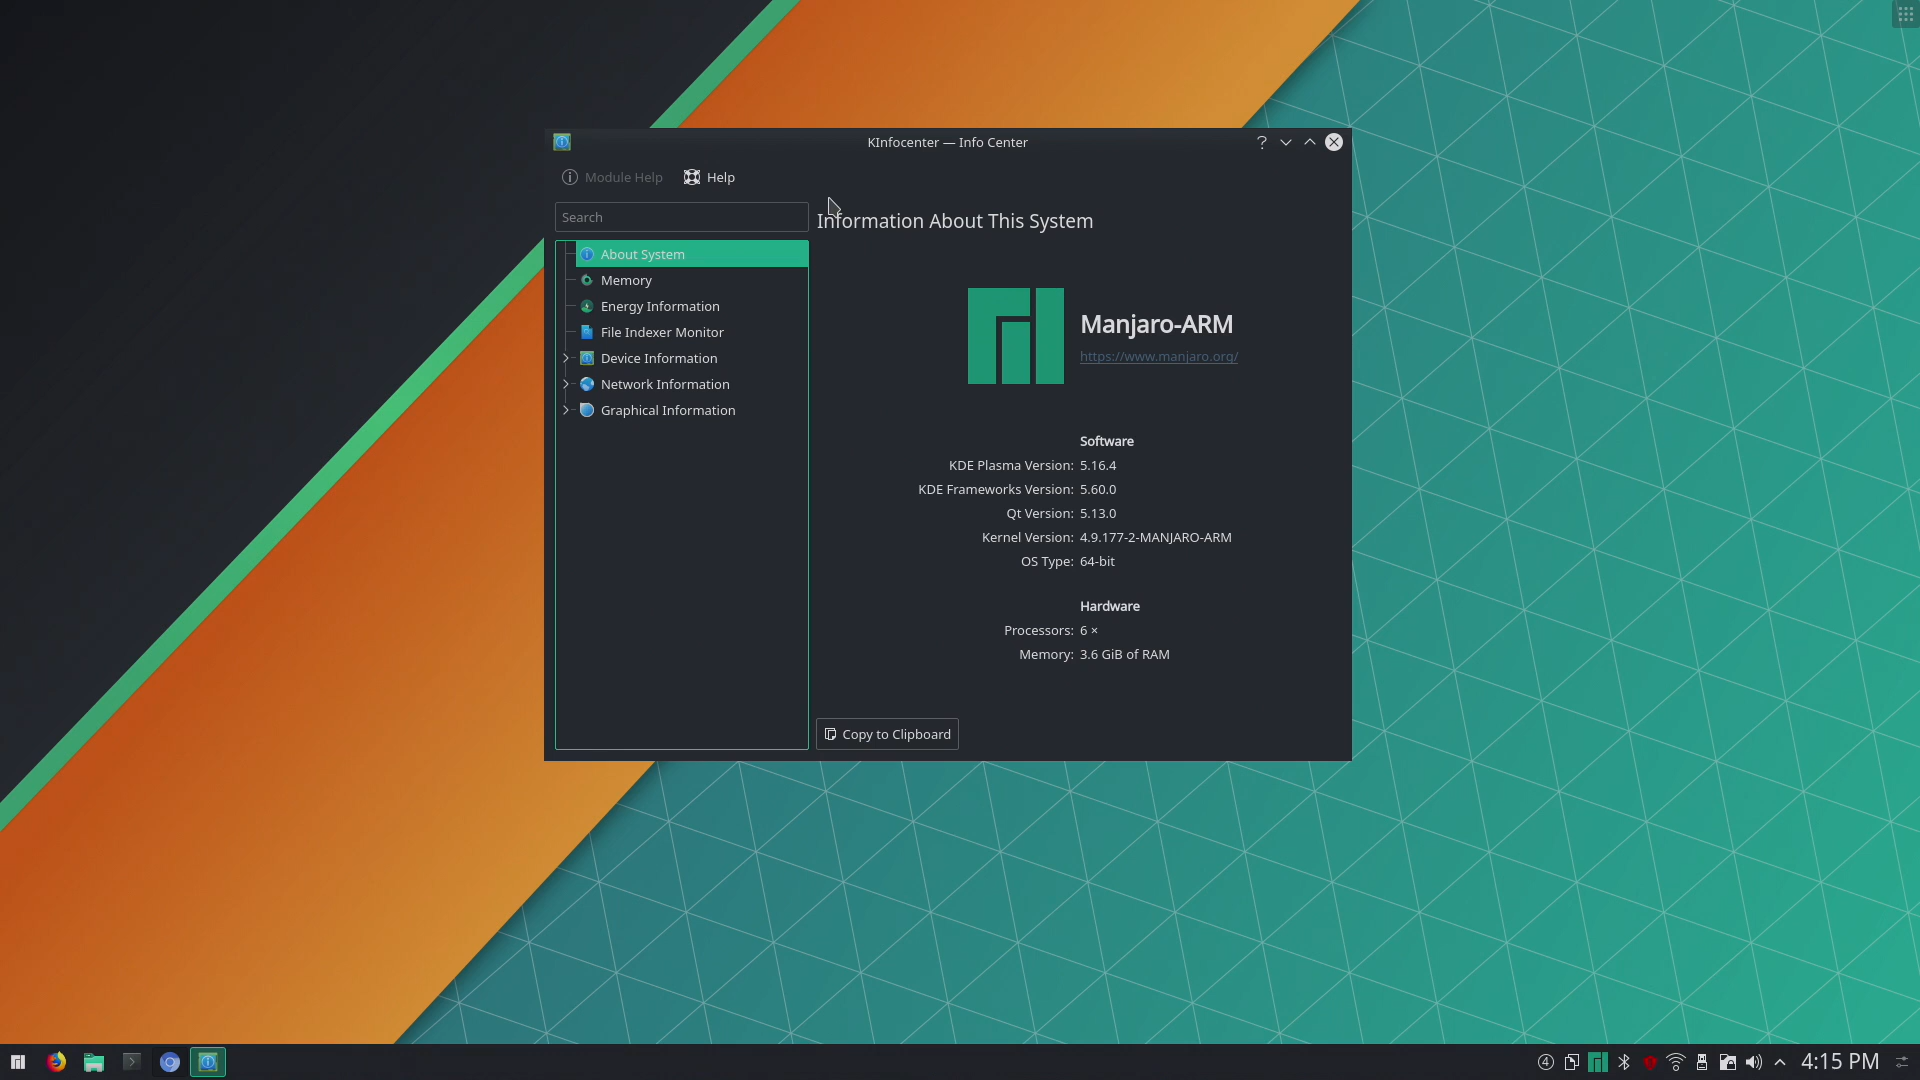 KInfocenter — Info Center
Module Help
Help
Search
Information About This System
About System
Memory
Energy Information
File Indexer Monitor
Device Information
Network Information
Graphical Information
Manjaro-ARM
https://www.manjaro.org/
Software
KDE Plasma Version: 5.16.4
KDE Frameworks Version: 5.60.0
Qt Version: 5.13.0
Kernel Version: 4.9.177-2-MANJARO-ARM
OS Type: 64-bit
Hardware
Processors: 6 ×
Memory: 3.6 GiB of RAM
Copy to Clipboard
4
4:15 PM